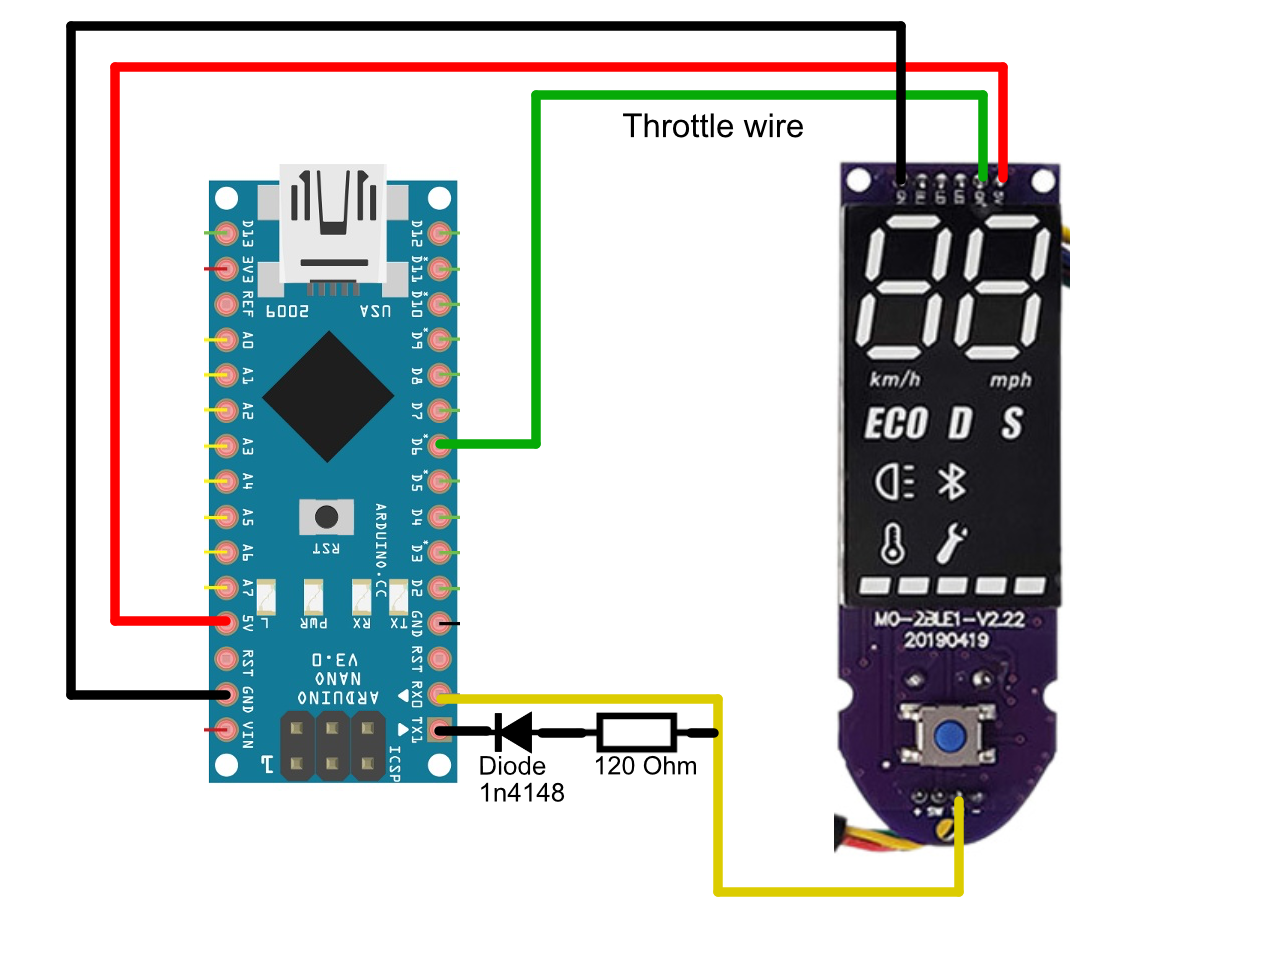 Throttle wire
D13
3V3
REF
A0
A1
A2
A3
A4
A5
A6
A7
5V
RST
GND
VIN
D12
D11*
D10*
D9*
D8
D7
D6*
D5*
D4
D3*
D2
GND
RST
RX0
TX1
2009
USA
RST
ARDUINO.CC
L
PWR
RX
TX
ARDUINO
NANO
V3.0
1
ICSP
Diode
1n4148
120 Ohm
88
km/h mph
ECO D S
MO-2BLE1-V2.22
20190419
+ SW -